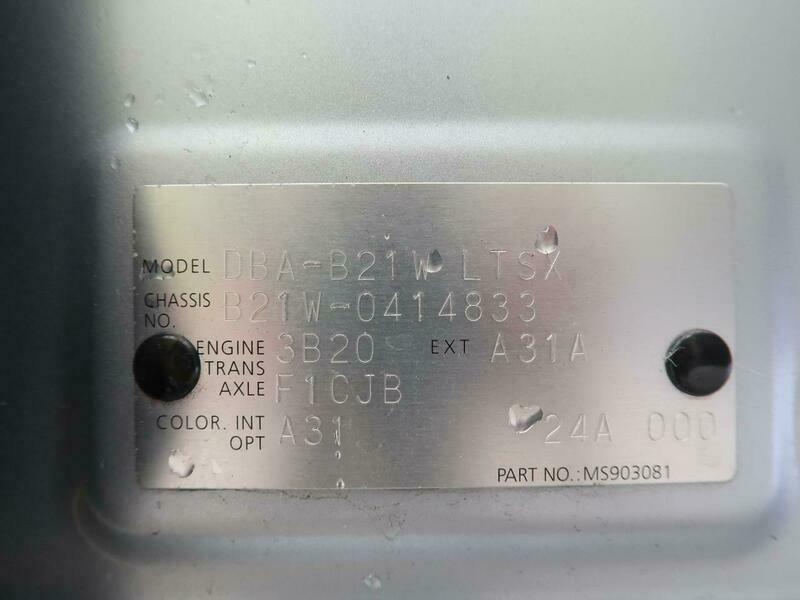 MODEL DBA-B21W LTSX
CHASSIS NO. B21W-0414833
ENGINE 3B20 EXT A31A
TRANS AXLE F1CJB
COLOR. INT OPT A31 24A 000
PART NO.: MS903081